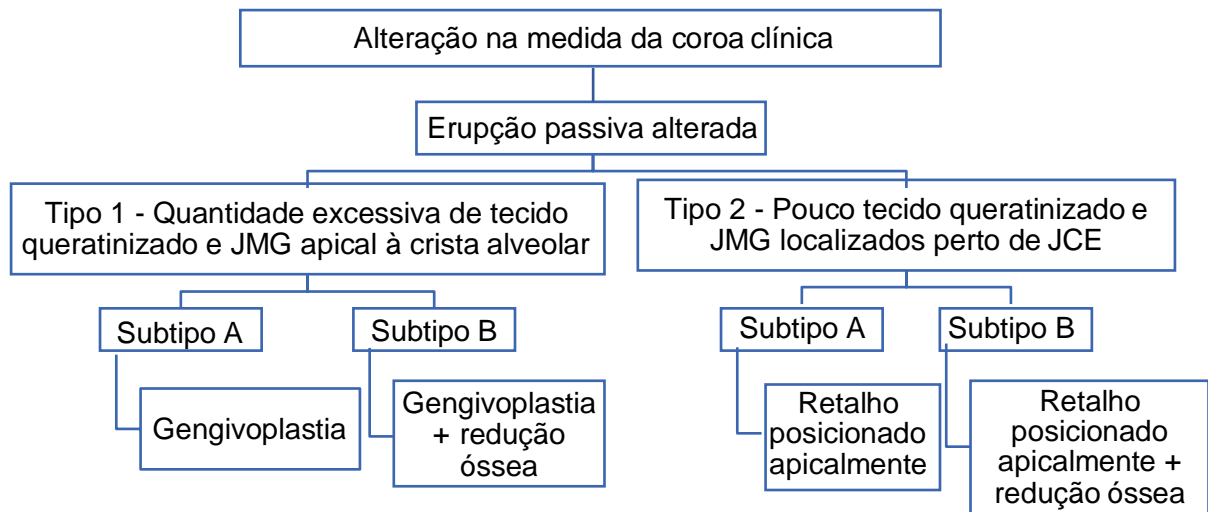 Alteração na medida da coroa clínica
Erupção passiva alterada
Tipo 1 - Quantidade excessiva de tecido
queratinizado e JMG apical à crista alveolar
Tipo 2 - Pouco tecido queratinizado e
JMG localizados perto de JCE
Subtipo A
Subtipo B
Subtipo A
Subtipo B
Gengivoplastia
Gengivoplastia
+ redução
óssea
Retalho
posicionado
apicalmente
Retalho
posicionado
apicalmente +
redução óssea